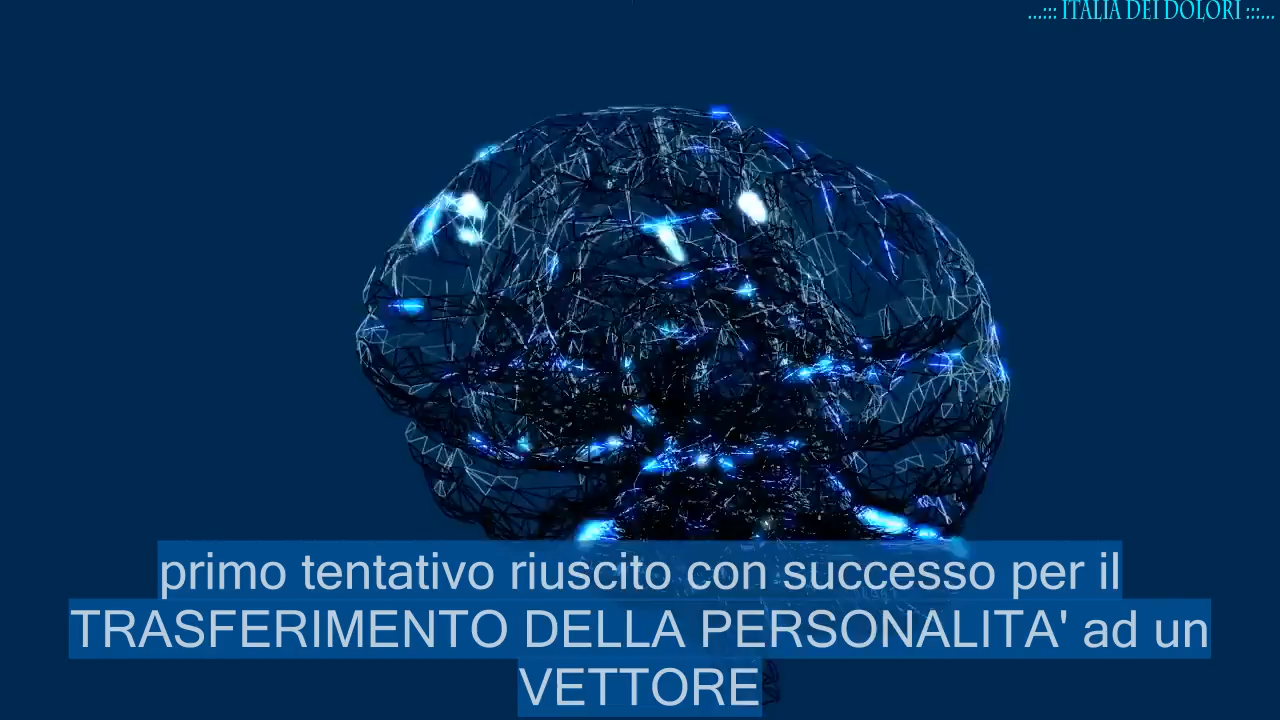 ...::: ITALIA DEI DOLORI :::...
primo tentativo riuscito con successo per il
TRASFERIMENTO DELLA PERSONALITA' ad un
VETTORE